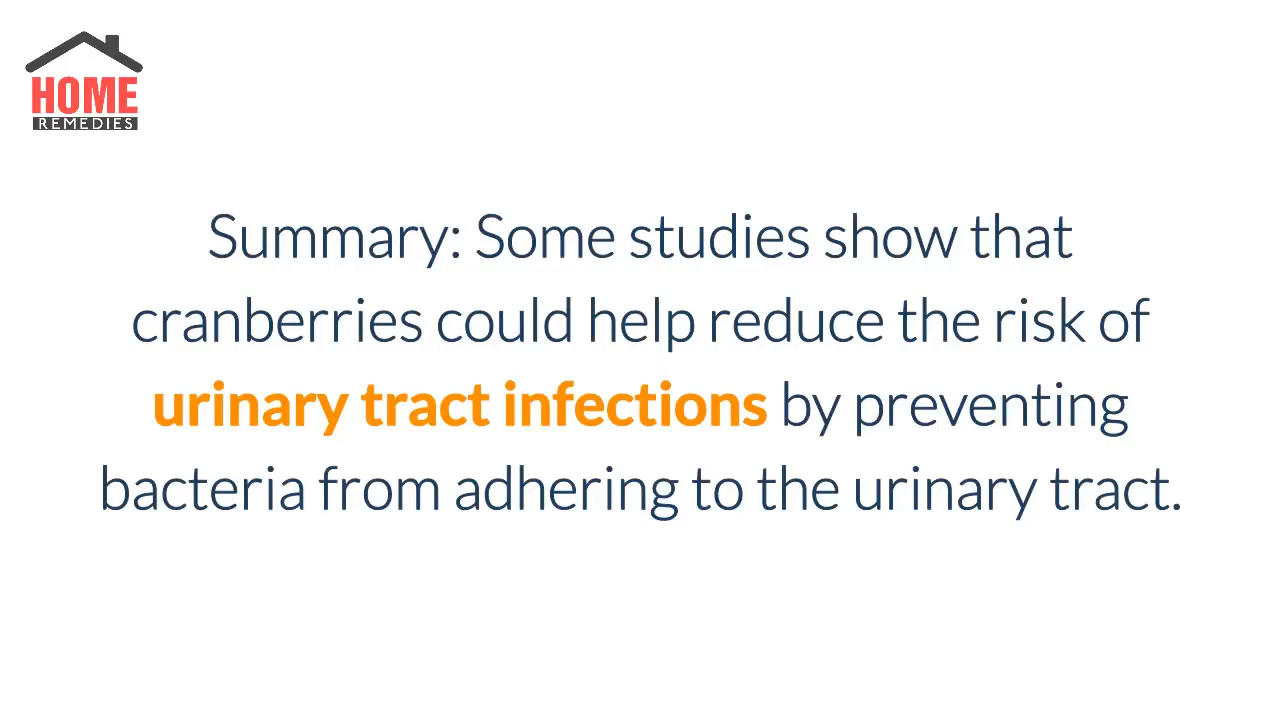 HOME
REMEDIES
Summary: Some studies show that
cranberries could help reduce the risk of
urinary tract infections by preventing
bacteria from adhering to the urinary tract.